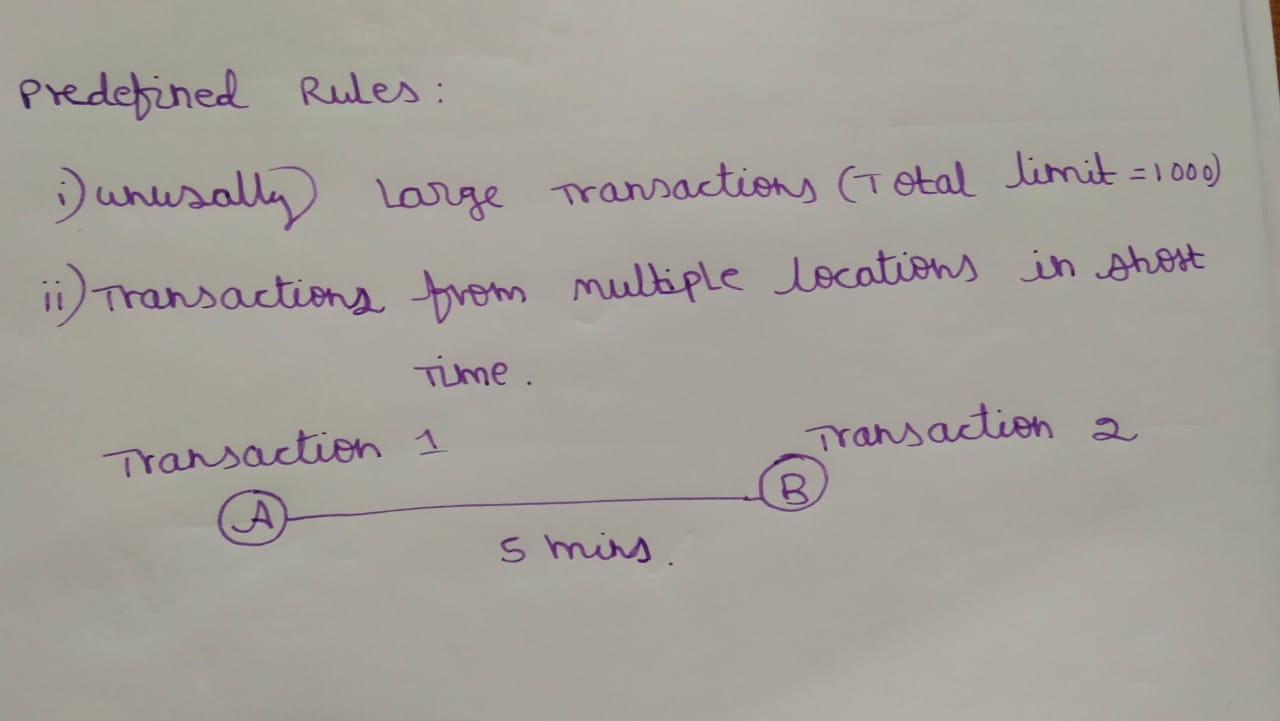 Predefined Rules:
i) unusally Large Transactions (Total limit = 1000)
ii) Transactions from multiple locations in short
Time.
Transaction 1
Transaction 2
A
B
5 mins.